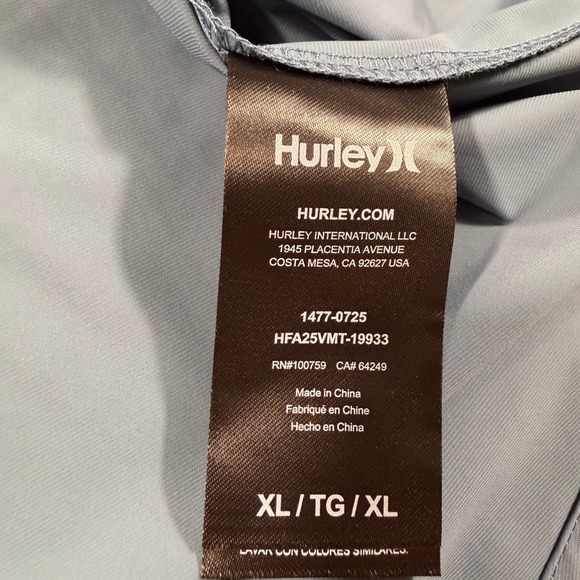 Hurley
HURLEY.COM
HURLEY INTERNATIONAL LLC
1945 PLACENTIA AVENUE
COSTA MESA, CA 92627 USA
1477-0725
HFA25VMT-19933
RN#100759 CA# 64249
Made in China
Fabriqué en Chine
Hecho en China
XL / TG / XL
LAVAR CON COLORES SIMILARES.